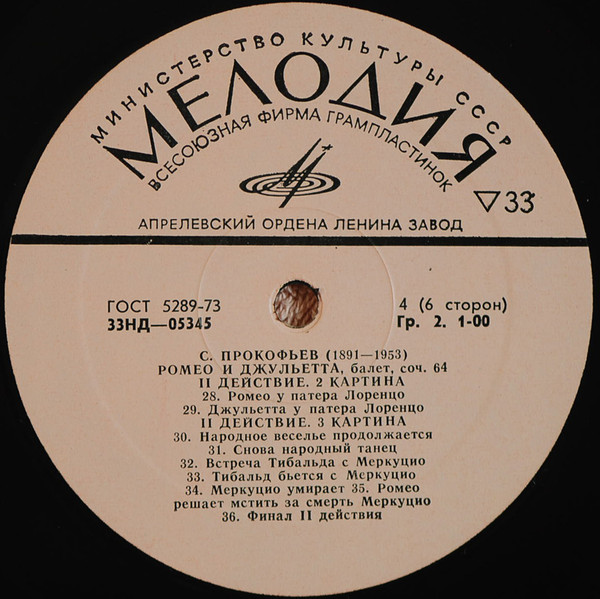 МИНИСТЕРСТВО КУЛЬТУРЫ СССР
МЕЛОДИЯ
ВСЕСОЮЗНАЯ ФИРМА ГРАМПЛАСТИНОК
33
АПРЕЛЕВСКИЙ ОРДЕНА ЛЕНИНА ЗАВОД
ГОСТ 5289-73
33НД—05345
4 (6 сторон)
Гр. 2. 1-00
С. ПРОКОФЬЕВ (1891—1953)
РОМЕО И ДЖУЛЬЕТТА, балет, соч. 64
II ДЕЙСТВИЕ. 2 КАРТИНА
28. Ромео у патера Лоренцо
29. Джульетта у патера Лоренцо
II ДЕЙСТВИЕ. 3 КАРТИНА
30. Народное веселье продолжается
31. Снова народный танец
32. Встреча Тибальда с Меркуцио
33. Тибальд бьется с Меркуцио
34. Меркуцио умирает 35. Ромео
решает мстить за смерть Меркуцио
36. Финал II действия